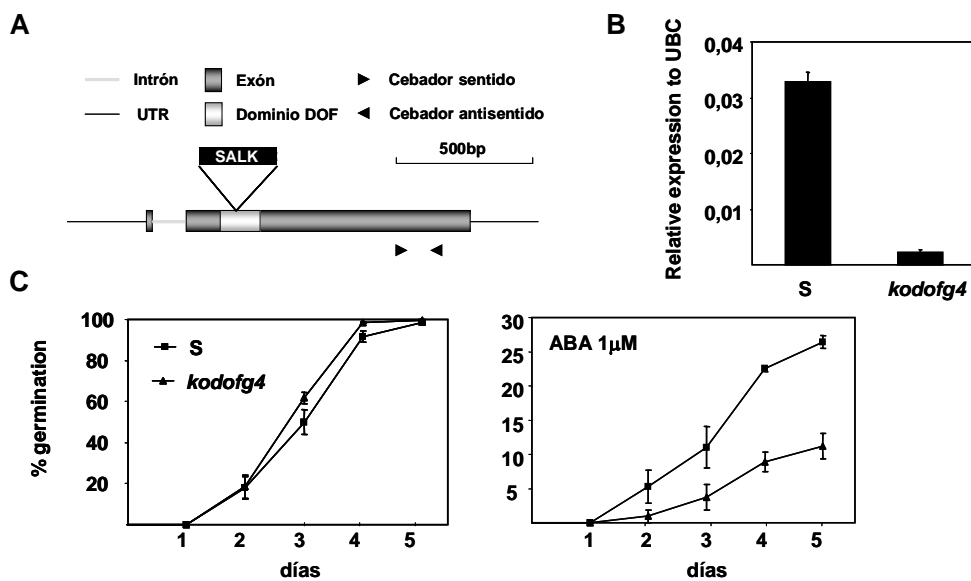 A
Intrón
Exón
Cebador sentido
UTR
Dominio DOF
Cebador antisentido
SALK
500bp
B
Relative expression to UBC
0,04
0,03
0,02
0,01
S
kodofg4
C
% germination
100
80
60
40
20
S
kodofg4
1 2 3 4 5
días
ABA 1µM
30
25
20
15
10
5
1 2 3 4 5
días